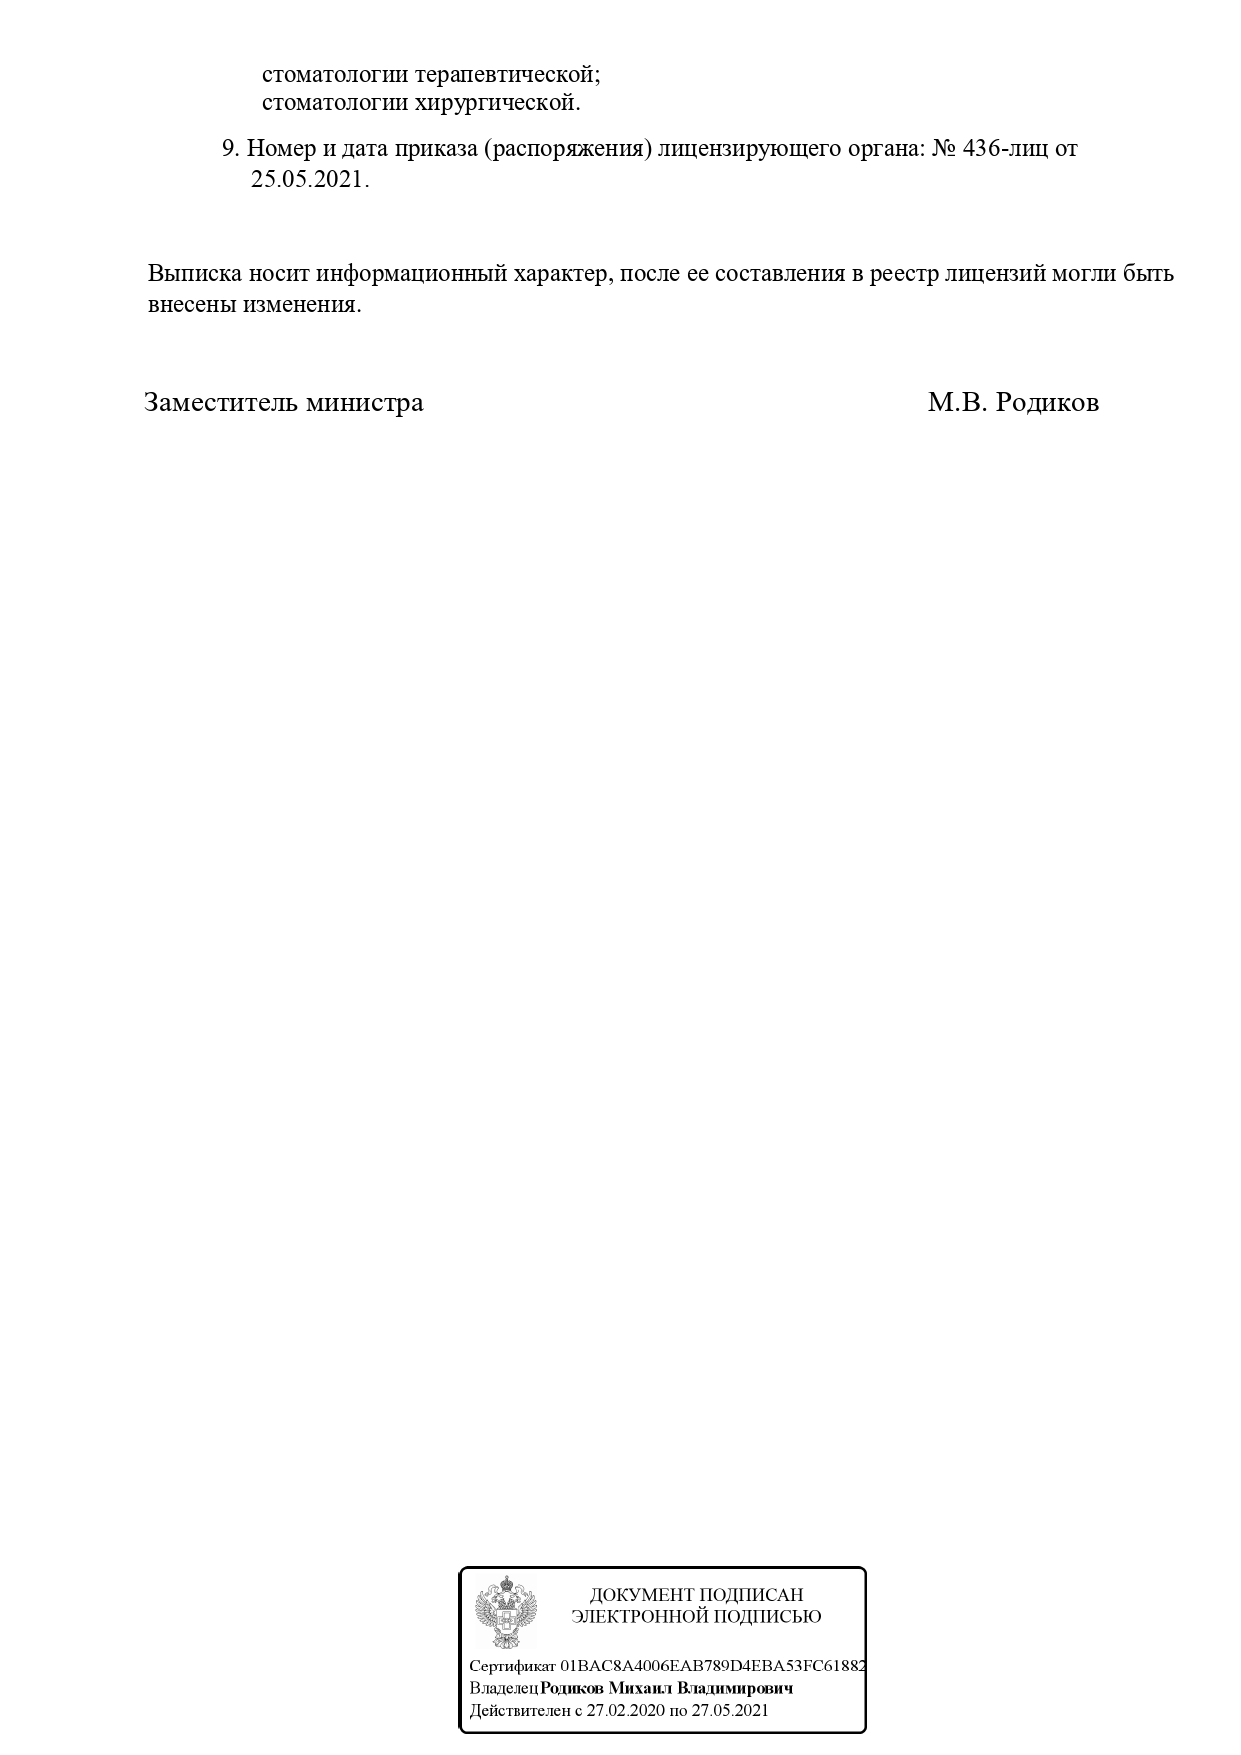 стоматологии терапевтической;
стоматологии хирургической.
9. Номер и дата приказа (распоряжения) лицензирующего органа: № 436-лиц от
25.05.2021.
Выписка носит информационный характер, после ее составления в реестр лицензий могли быть
внесены изменения.
Заместитель министра М.В. Родиков
ДОКУМЕНТ ПОДПИСАН
ЭЛЕКТРОННОЙ ПОДПИСЬЮ
Сертификат 01BAC8A4006EAB789D4EBA53FC61882
Владелец Родиков Михаил Владимирович
Действителен с 27.02.2020 по 27.05.2021